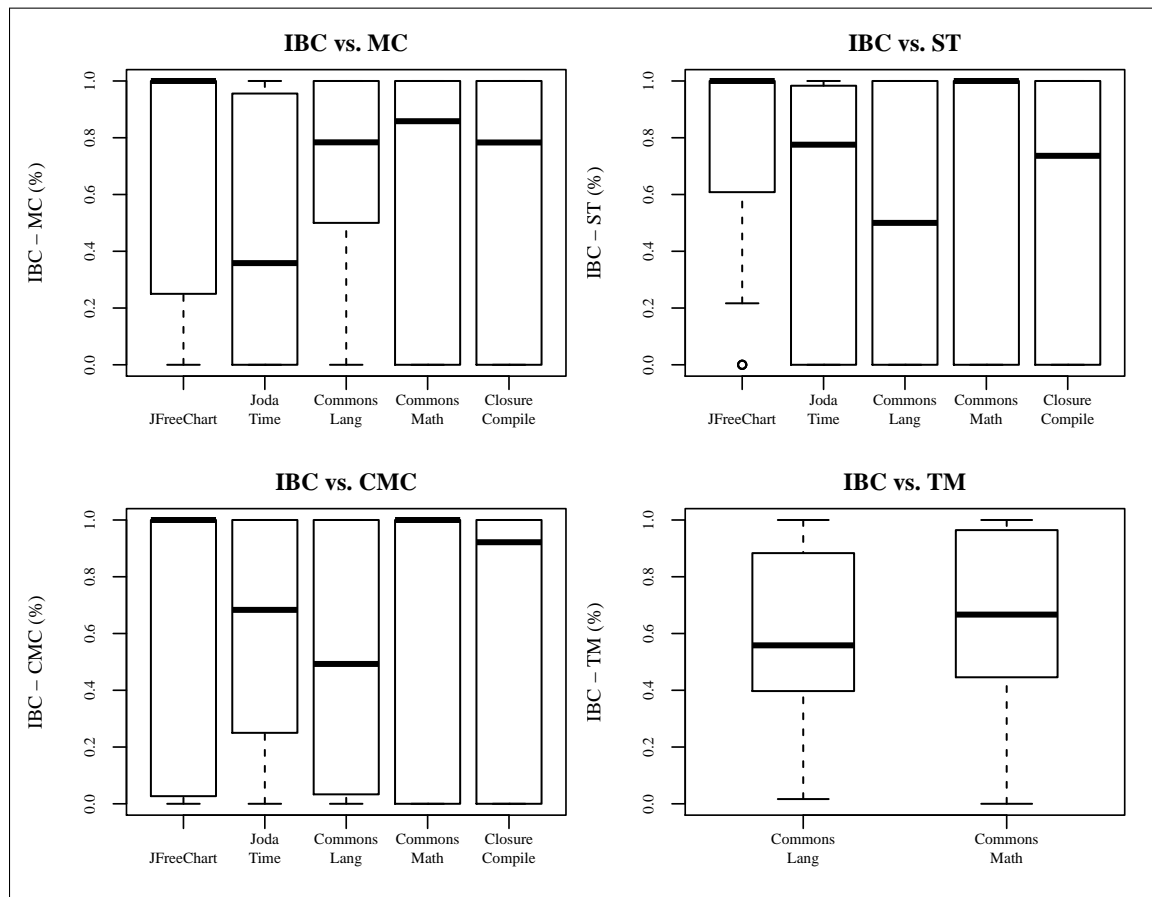 IBC vs. MC
IBC − MC (%)
1.0
0.8
0.6
0.4
0.2
0.0
JFreeChart
Joda
Time
Commons
Lang
Commons
Math
Closure
Compile
IBC vs. ST
IBC − ST (%)
1.0
0.8
0.6
0.4
0.2
0.0
JFreeChart
Joda
Time
Commons
Lang
Commons
Math
Closure
Compile
IBC vs. CMC
IBC − CMC (%)
1.0
0.8
0.6
0.4
0.2
0.0
JFreeChart
Joda
Time
Commons
Lang
Commons
Math
Closure
Compile
IBC vs. TM
IBC − TM (%)
1.0
0.8
0.6
0.4
0.2
0.0
Commons
Lang
Commons
Math